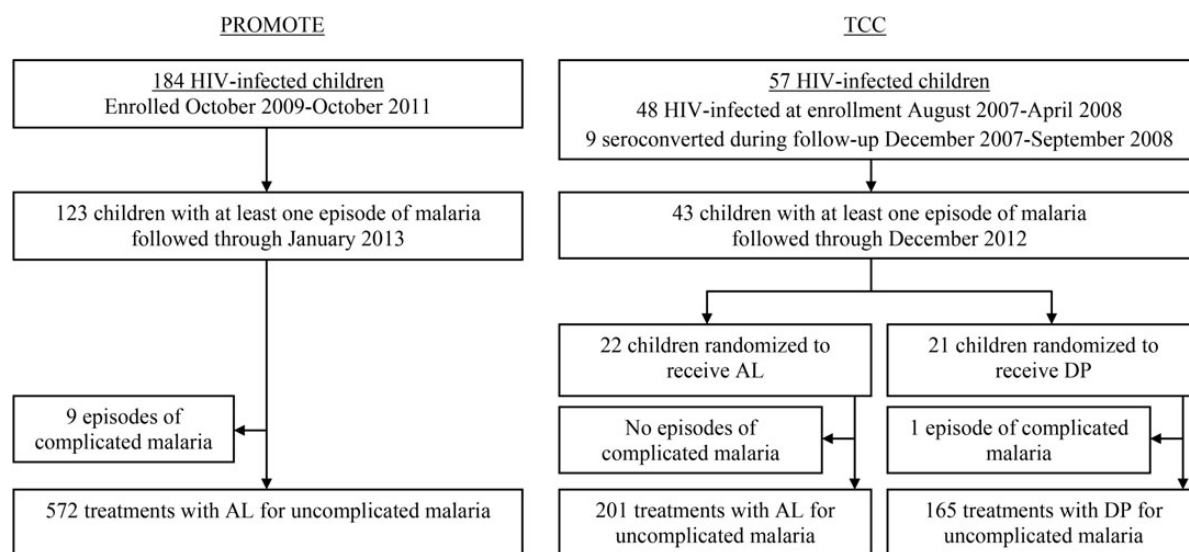 PROMOTE
184 HIV-infected children
Enrolled October 2009-October 2011
123 children with at least one episode of malaria
followed through January 2013
9 episodes of
complicated malaria
572 treatments with AL for uncomplicated malaria
TCC
57 HIV-infected children
48 HIV-infected at enrollment August 2007-April 2008
9 seroconverted during follow-up December 2007-September 2008
43 children with at least one episode of malaria
followed through December 2012
22 children randomized to
receive AL
No episodes of
complicated malaria
201 treatments with AL for
uncomplicated malaria
21 children randomized to
receive DP
1 episode of complicated
malaria
165 treatments with DP for
uncomplicated malaria